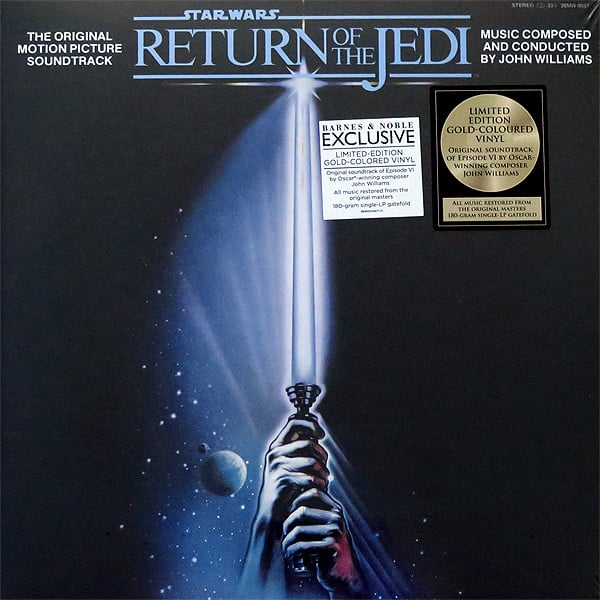 STEREO 33⅓
STAR WARS
RETURN OF THE JEDI
THE ORIGINAL
MOTION PICTURE
SOUNDTRACK
MUSIC COMPOSED
AND CONDUCTED
BY JOHN WILLIAMS
BARNES & NOBLE
EXCLUSIVE
LIMITED-EDITION
GOLD-COLORED VINYL
Original soundtrack of Episode VI
by Oscar®-winning composer
John Williams
All music restored from the
original masters
180-gram single-LP gatefold
LIMITED
EDITION
GOLD-COLOURED
VINYL
ORIGINAL SOUNDTRACK
OF EPISODE VI BY OSCAR-
WINNING COMPOSER
JOHN WILLIAMS
ALL MUSIC RESTORED FROM
THE ORIGINAL MASTERS
180-GRAM SINGLE-LP GATEFOLD